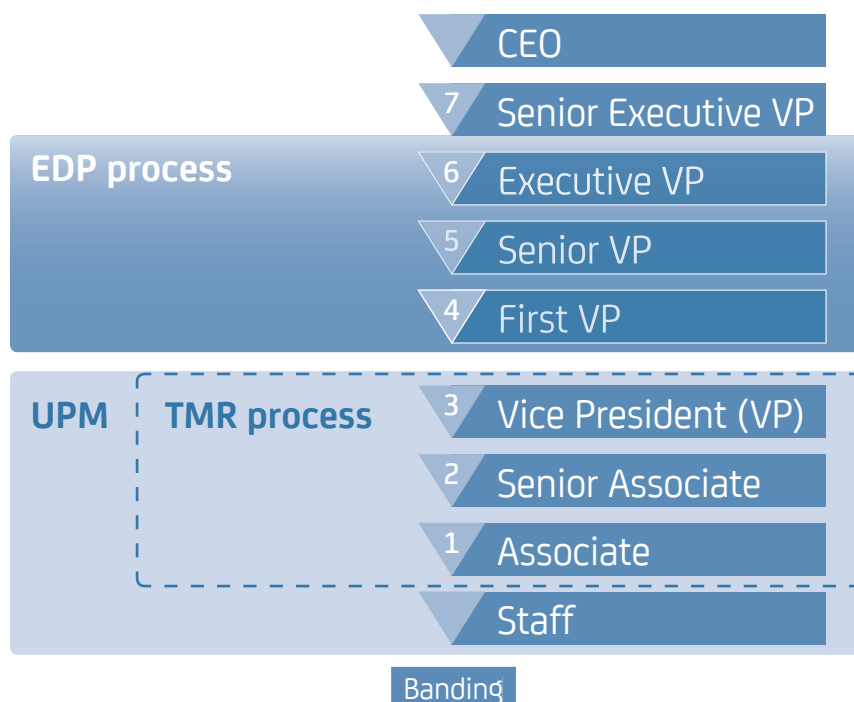 CEO
7 Senior Executive VP
EDP process
6 Executive VP
5 Senior VP
4 First VP
UPM TMR process 3 Vice President (VP)
2 Senior Associate
1 Associate
Staff
Banding